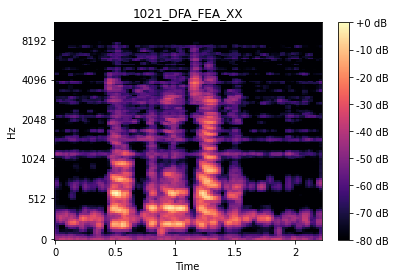 1021_DFA_FEA_XX
8192
4096
2048
1024
512
0
Hz
0
0.5
1
1.5
2
Time
+0 dB
-10 dB
-20 dB
-30 dB
-40 dB
-50 dB
-60 dB
-70 dB
-80 dB